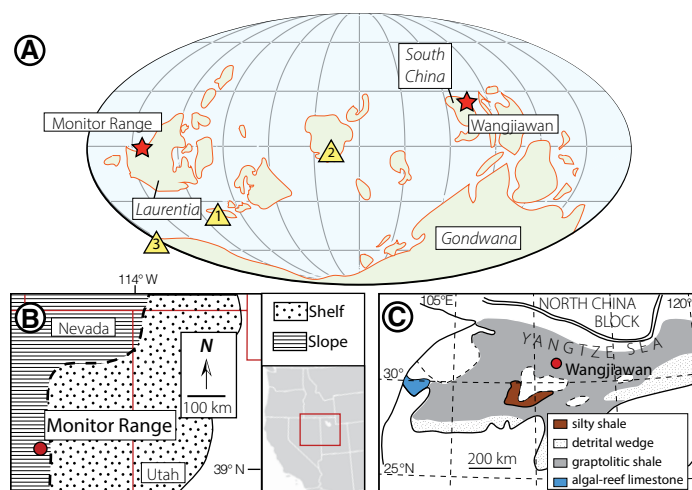 A
South
China
Monitor Range
Wangjiawan
2
Laurentia
1
3
Gondwana
114° W
B
Nevada
Shelf
Slope
N
100 km
Monitor Range
Utah
39° N
C
105°E
120°
NORTH CHINA
BLOCK
YANGTZE SEA
30°
Wangjiawan
silty shale
detrital wedge
graptolitic shale
algal-reef limestone
200 km
25°N